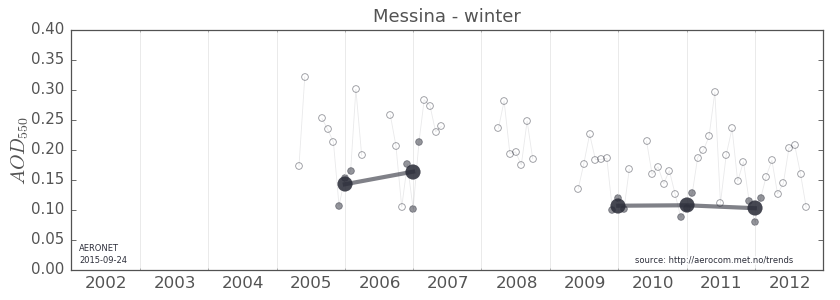 Messina - winter
0.40
0.35
0.30
0.25
0.20
0.15
0.10
0.05
0.00
AOD550
AERONET
2015-09-24
source: http://aerocom.met.no/trends
2002 2003 2004 2005 2006 2007 2008 2009 2010 2011 2012